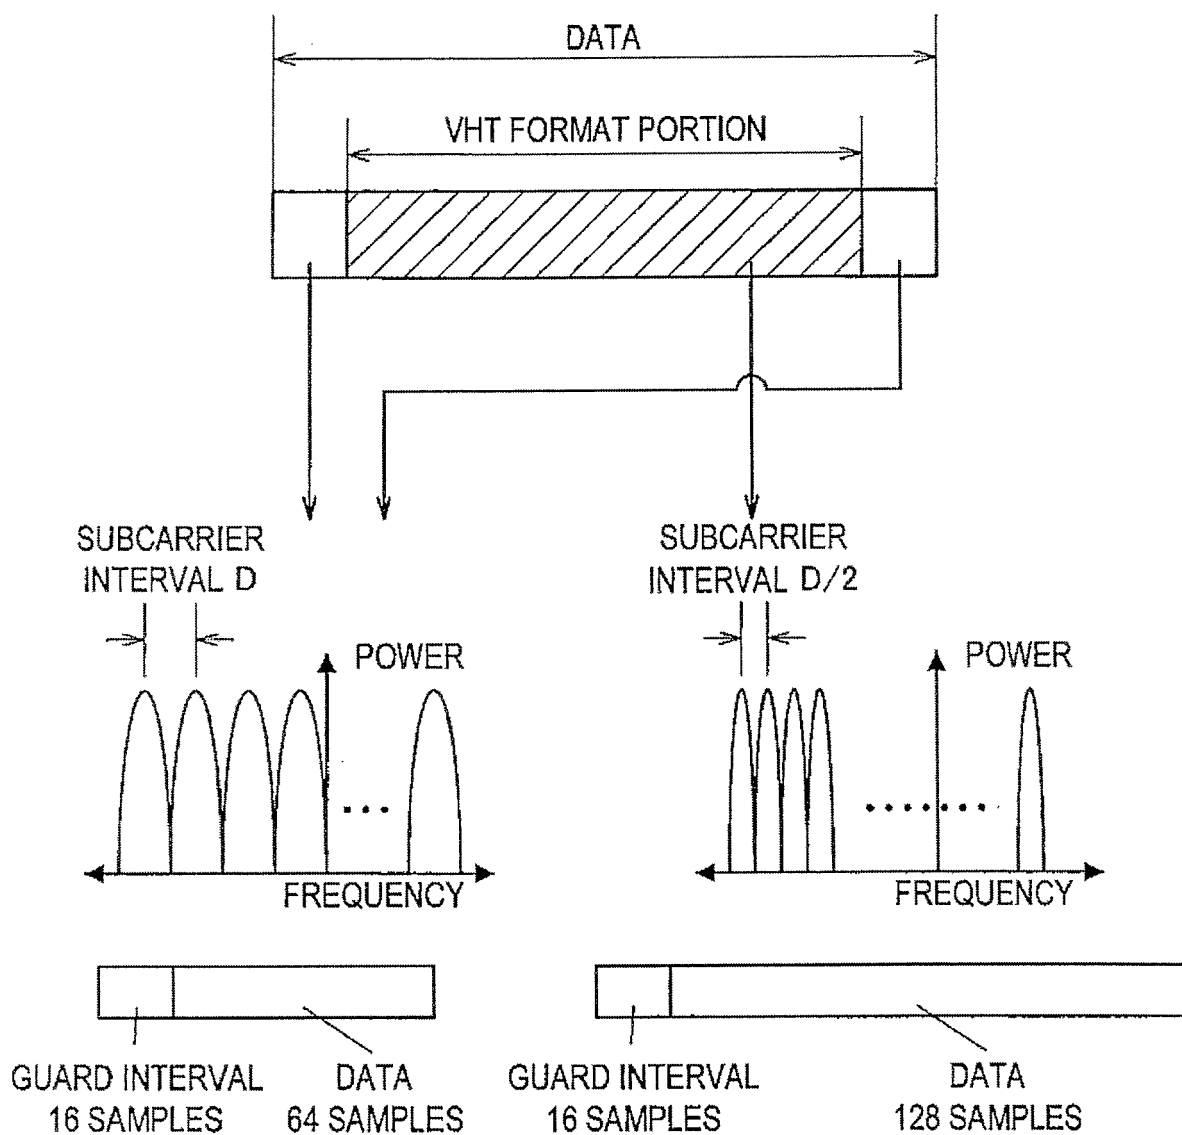 DATA
VHT FORMAT PORTION
SUBCARRIER
INTERVAL D
SUBCARRIER
INTERVAL D/2
POWER
POWER
FREQUENCY
FREQUENCY
GUARD INTERVAL
16 SAMPLES
DATA
64 SAMPLES
GUARD INTERVAL
16 SAMPLES
DATA
128 SAMPLES